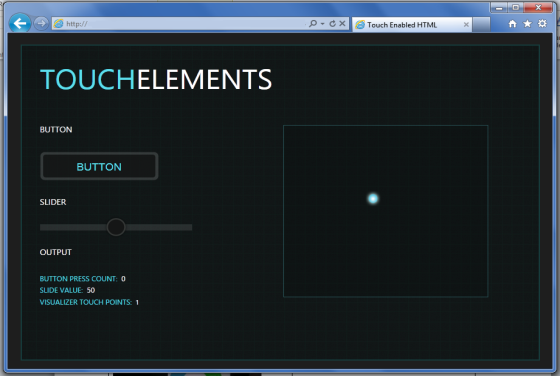 http://
Touch Enabled HTML
TOUCHELEMENTS
BUTTON
BUTTON
SLIDER
OUTPUT
BUTTON PRESS COUNT: 0
SLIDE VALUE: 50
VISUALIZER TOUCH POINTS: 1